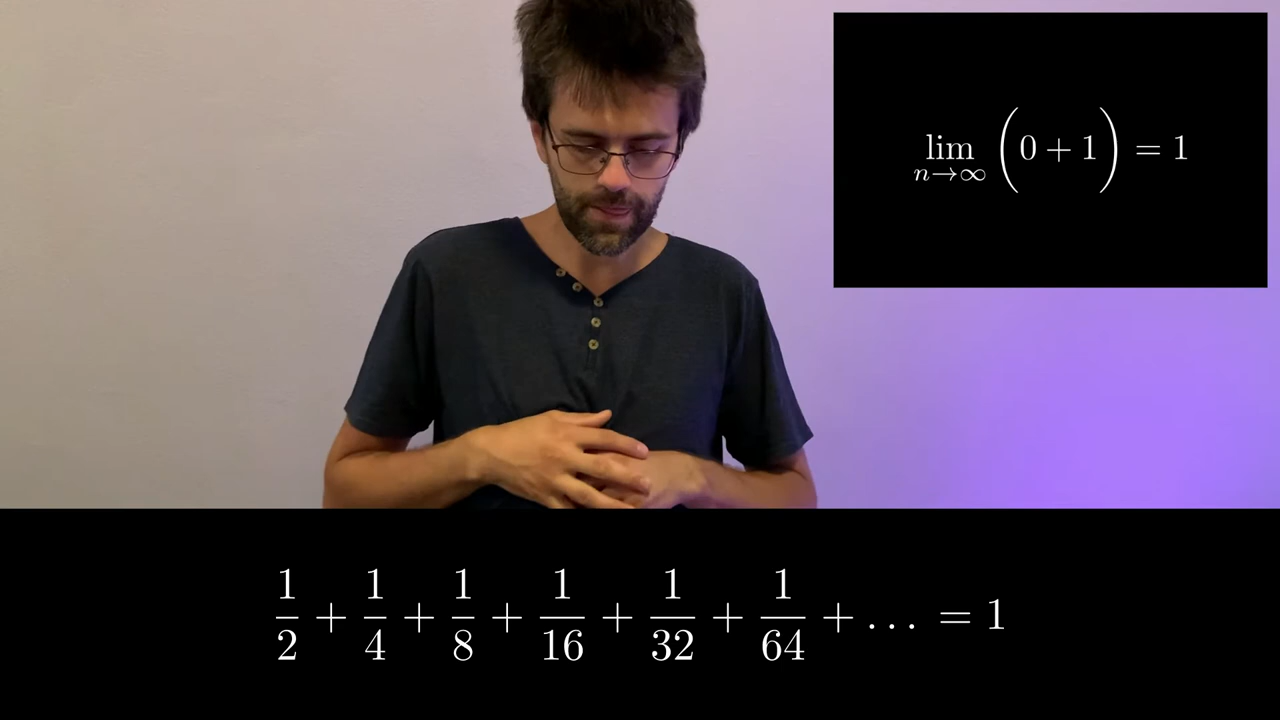 lim_{n→∞} (0 + 1) = 1
1/2 + 1/4 + 1/8 + 1/16 + 1/32 + 1/64 + … = 1